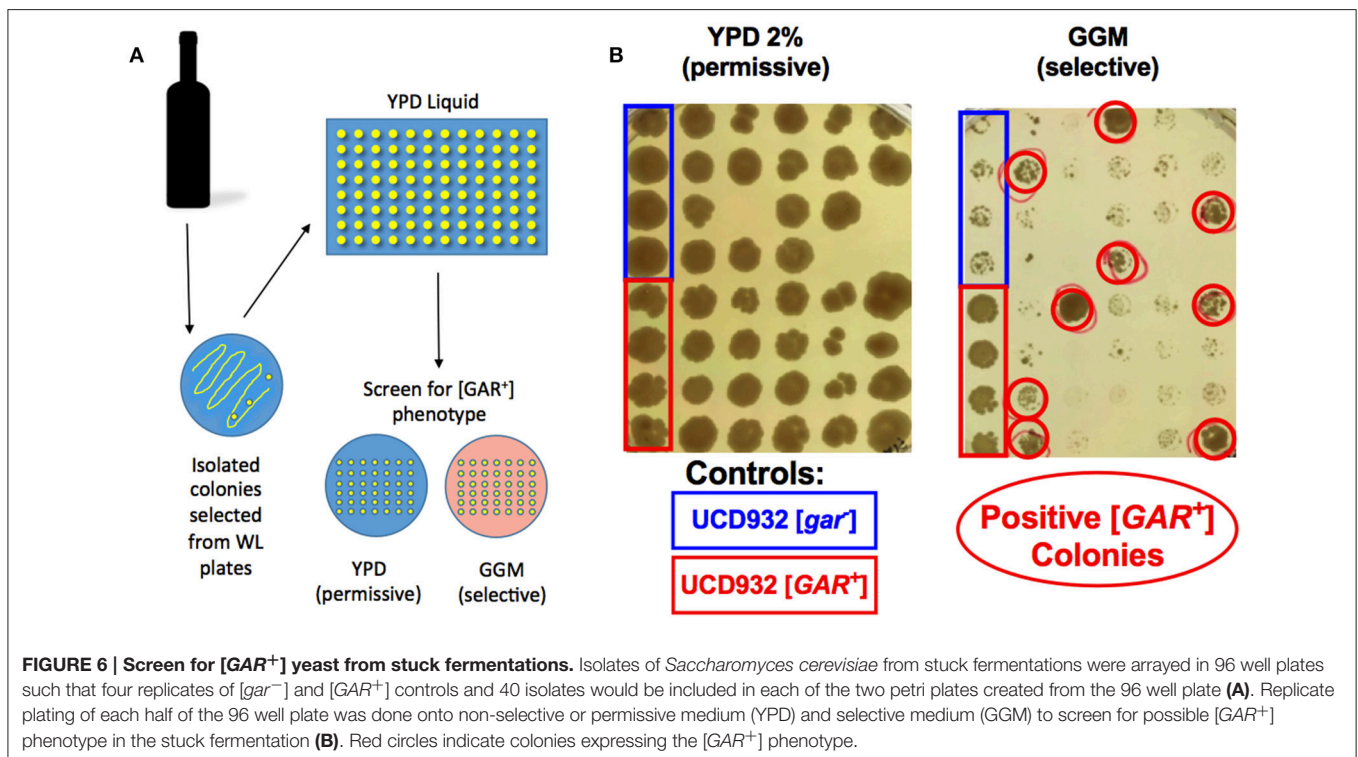 A
YPD Liquid
Isolated
colonies
selected
from WL
plates
Screen for [GAR⁺]
phenotype
YPD
(permissive)
GGM
(selective)
B
YPD 2%
(permissive)
GGM
(selective)
Controls:
UCD932 [gar⁻]
UCD932 [GAR⁺]
Positive [GAR⁺]
Colonies
FIGURE 6 | Screen for [GAR⁺] yeast from stuck fermentations. Isolates of Saccharomyces cerevisiae from stuck fermentations were arrayed in 96 well plates
such that four replicates of [gar⁻] and [GAR⁺] controls and 40 isolates would be included in each of the two petri plates created from the 96 well plate (A). Replicate
plating of each half of the 96 well plate was done onto non-selective or permissive medium (YPD) and selective medium (GGM) to screen for possible [GAR⁺]
phenotype in the stuck fermentation (B). Red circles indicate colonies expressing the [GAR⁺] phenotype.